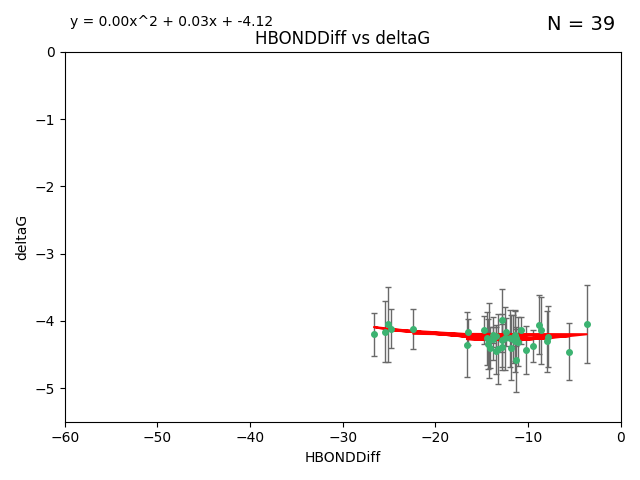 y = 0.00x^2 + 0.03x + -4.12
N = 39
HBONDDiff vs deltaG
0
−1
−2
−3
−4
−5
deltaG
−60 −50 −40 −30 −20 −10 0
HBONDDiff